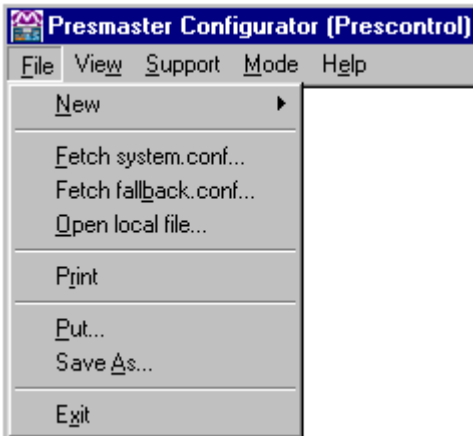 Presmaster Configurator (Prescontrol)
File View Support Mode Help
New
Fetch system.conf...
Fetch fallback.conf...
Open local file...
Print
Put...
Save As...
Exit